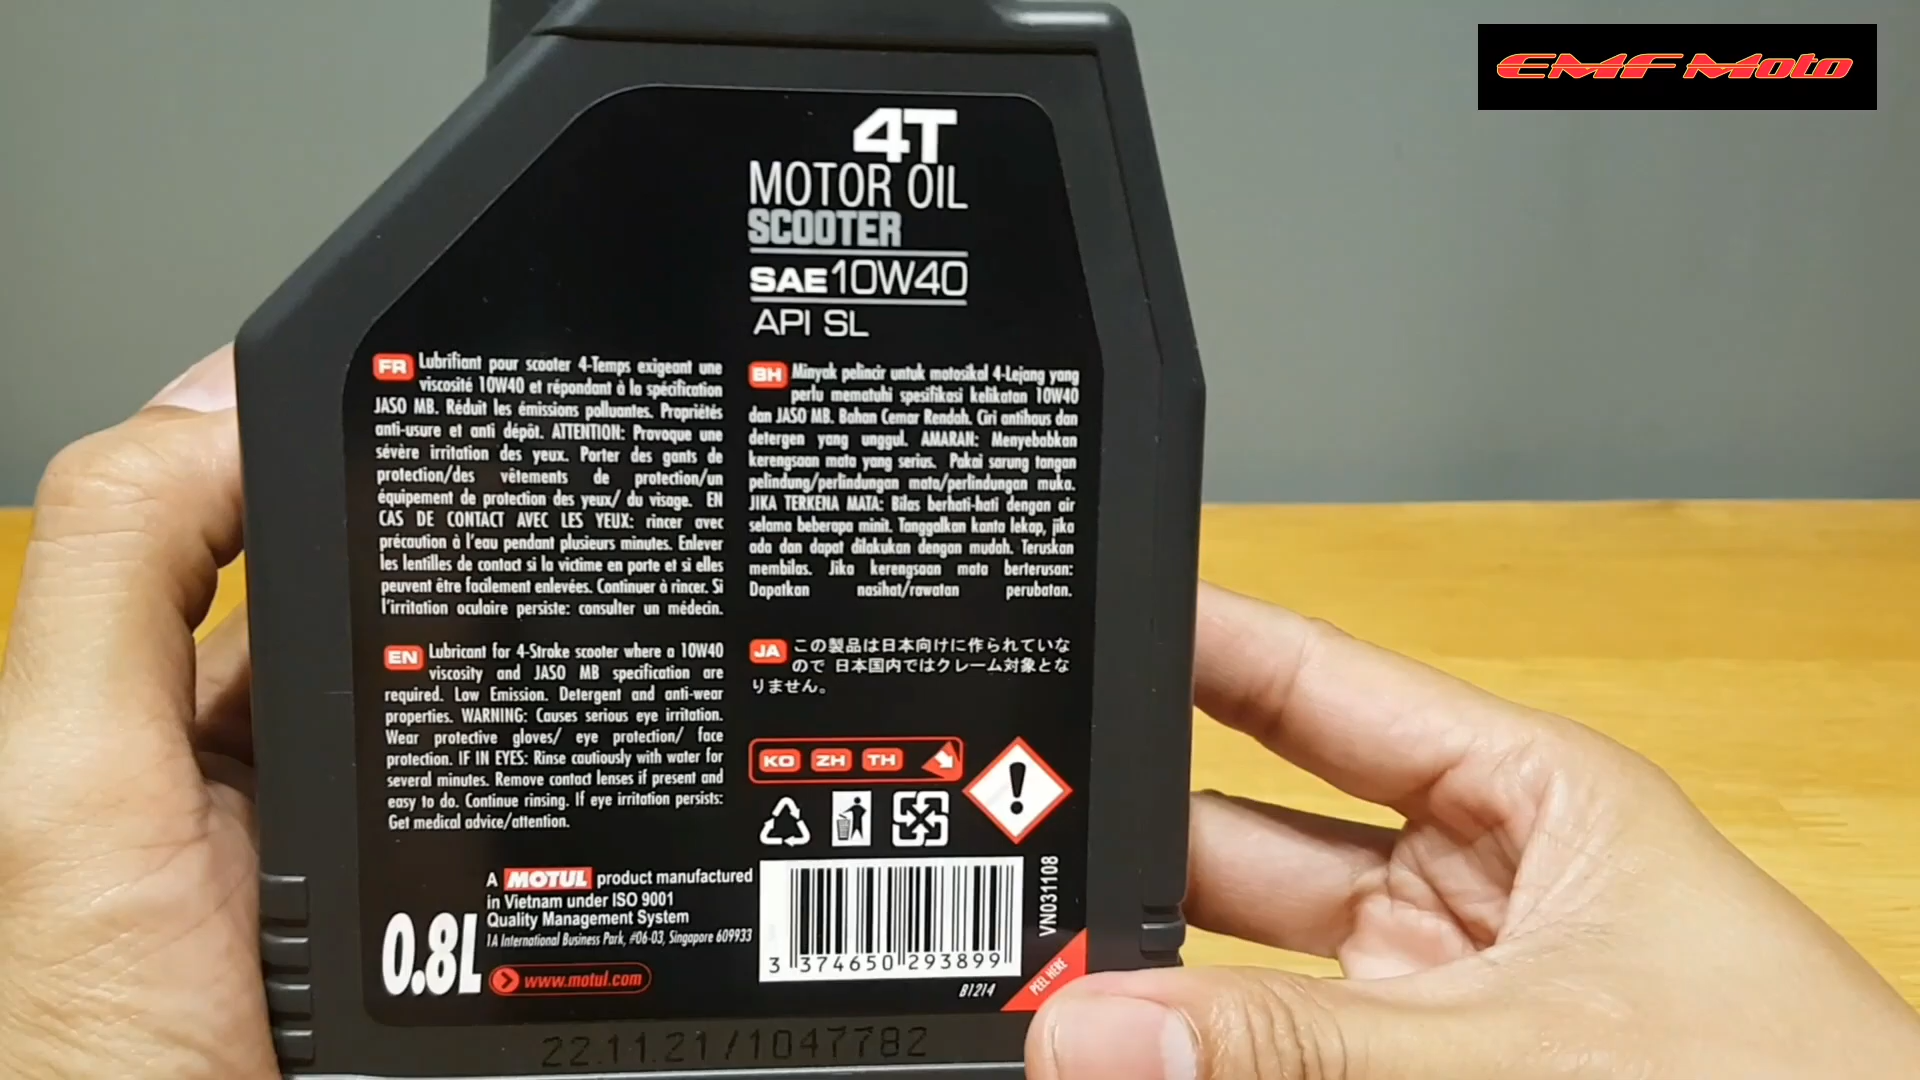 EMF Moto
4T
MOTOR OIL
SCOOTER
SAE 10W40
API SL
FR Lubrifiant pour scooter 4-Temps exigeant une
viscosité 10W40 et répondant à la spécification
JASO MB. Réduit les émissions polluantes. Propriétés
anti-usure et anti dépôt. ATTENTION: Provoque une
sévère irritation des yeux. Porter des gants de
protection/des vêtements de protection/un
équipement de protection des yeux/ du visage. EN
CAS DE CONTACT AVEC LES YEUX: rincer avec
précaution à l'eau pendant plusieurs minutes. Enlever
les lentilles de contact si la victime en porte et si elles
peuvent être facilement enlevées. Continuer à rincer. Si
l'irritation oculaire persiste: consulter un médecin.
EN Lubricant for 4-Stroke scooter where a 10W40
viscosity and JASO MB specification are
required. Low Emission. Detergent and anti-wear
properties. WARNING: Causes serious eye irritation.
Wear protective gloves/ eye protection/ face
protection. IF IN EYES: Rinse cautiously with water for
several minutes. Remove contact lenses if present and
easy to do. Continue rinsing. If eye irritation persists:
Get medical advice/attention.
BH Minyak pelincir untuk motosikal 4-Lejang yang
perlu mematuhi spesifikasi kelikatan 10W40
dan JASO MB. Bahan Cemar Rendah. Ciri antihaus dan
detergen yang unggul. AMARAN: Menyebabkan
kerengsaan mata yang serius. Pakai sarung tangan
pelindung/perlindungan mata/perlindungan muka.
JIKA TERKENA MATA: Bilas berhati-hati dengan air
selama beberapa minit. Tanggalkan kanta lekap, jika
ada dan dapat dilakukan dengan mudah. Teruskan
membilas. Jika kerengsaan mata berterusan:
Dapatkan nasihat/rawatan perubatan.
JA この製品は日本向けに作られていな
ので 日本国内ではクレーム対象とな
りません。
KO ZH TH
A MOTUL product manufactured
in Vietnam under ISO 9001
Quality Management System
1A International Business Park, #06-03, Singapore 609933
0.8L
www.motul.com
3 374650 293899
VN031108
B1214
PEEL HERE
22.11.21/1047782